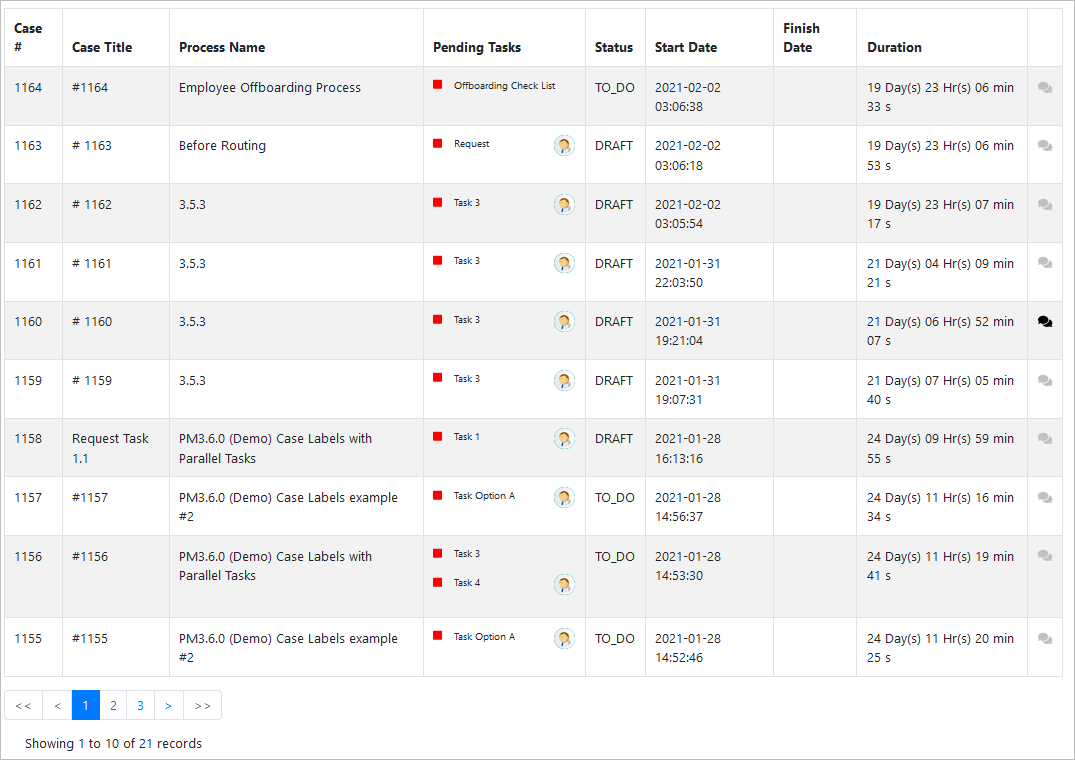 Case # Case Title Process Name Pending Tasks Status Start Date Finish Date Duration
1164 #1164 Employee Offboarding Process Offboarding Check List TO_DO 2021-02-02 03:06:38 19 Day(s) 23 Hr(s) 06 min 33 s
1163 # 1163 Before Routing Request DRAFT 2021-02-02 03:06:18 19 Day(s) 23 Hr(s) 06 min 53 s
1162 # 1162 3.5.3 Task 3 DRAFT 2021-02-02 03:05:54 19 Day(s) 23 Hr(s) 07 min 17 s
1161 # 1161 3.5.3 Task 3 DRAFT 2021-01-31 22:03:50 21 Day(s) 04 Hr(s) 09 min 21 s
1160 # 1160 3.5.3 Task 3 DRAFT 2021-01-31 19:21:04 21 Day(s) 06 Hr(s) 52 min 07 s
1159 # 1159 3.5.3 Task 3 DRAFT 2021-01-31 19:07:31 21 Day(s) 07 Hr(s) 05 min 40 s
1158 Request Task 1.1 PM3.6.0 (Demo) Case Labels with Parallel Tasks Task 1 DRAFT 2021-01-28 16:13:16 24 Day(s) 09 Hr(s) 59 min 55 s
1157 #1157 PM3.6.0 (Demo) Case Labels example #2 Task Option A TO_DO 2021-01-28 14:56:37 24 Day(s) 11 Hr(s) 16 min 34 s
1156 #1156 PM3.6.0 (Demo) Case Labels with Parallel Tasks Task 3 Task 4 TO_DO 2021-01-28 14:53:30 24 Day(s) 11 Hr(s) 19 min 41 s
1155 #1155 PM3.6.0 (Demo) Case Labels example #2 Task Option A TO_DO 2021-01-28 14:52:46 24 Day(s) 11 Hr(s) 20 min 25 s
<< < 1 2 3 > >>
Showing 1 to 10 of 21 records